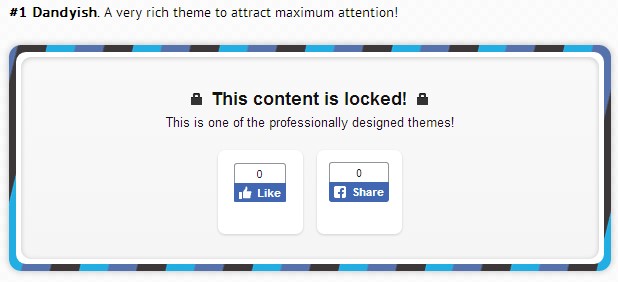 #1 Dandyish. A very rich theme to attract maximum attention!
This content is locked!
This is one of the professionally designed themes!
0 0
Like Share